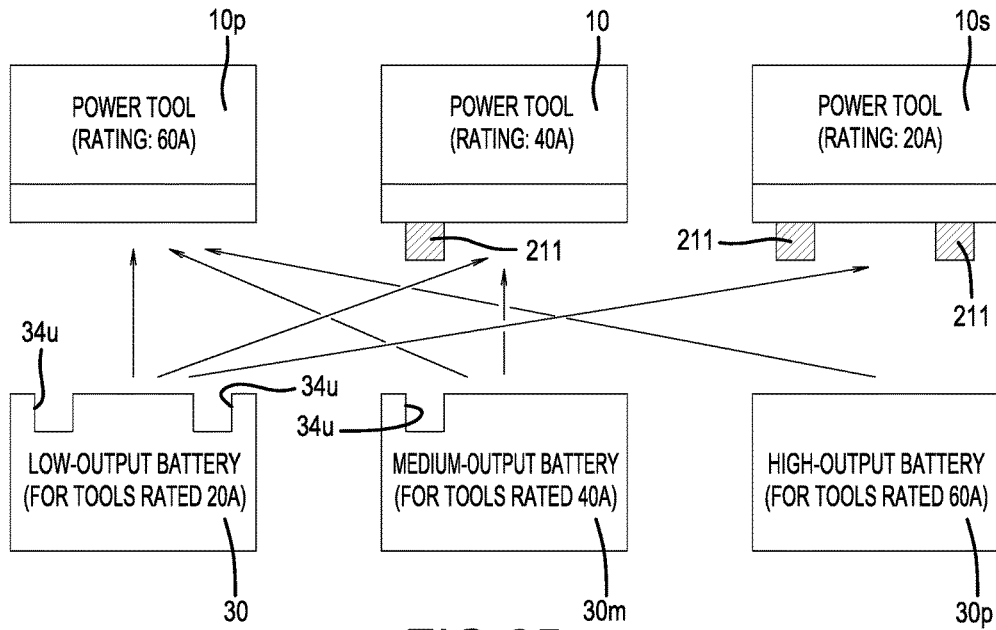 10p
10
10s
POWER TOOL
(RATING: 60A)
POWER TOOL
(RATING: 40A)
POWER TOOL
(RATING: 20A)
211
211
211
34u
34u
34u
LOW-OUTPUT BATTERY
(FOR TOOLS RATED 20A)
MEDIUM-OUTPUT BATTERY
(FOR TOOLS RATED 40A)
HIGH-OUTPUT BATTERY
(FOR TOOLS RATED 60A)
30
30m
30p